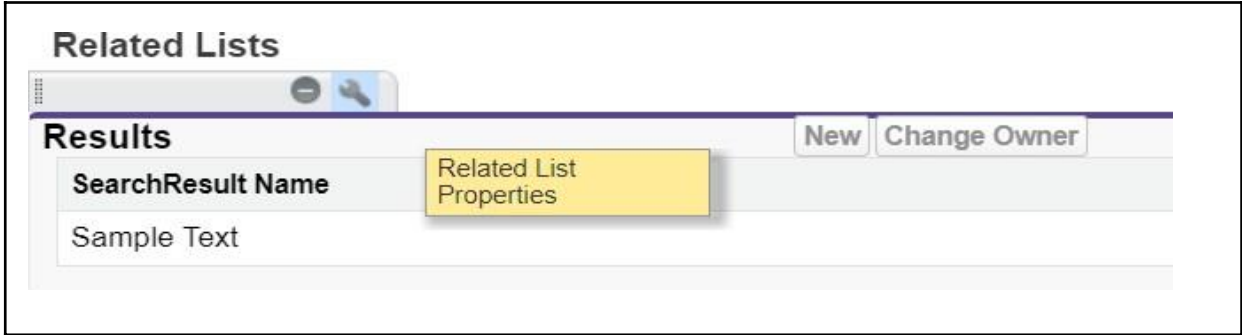 Related Lists
Results New Change Owner
SearchResult Name
Related List
Properties
Sample Text